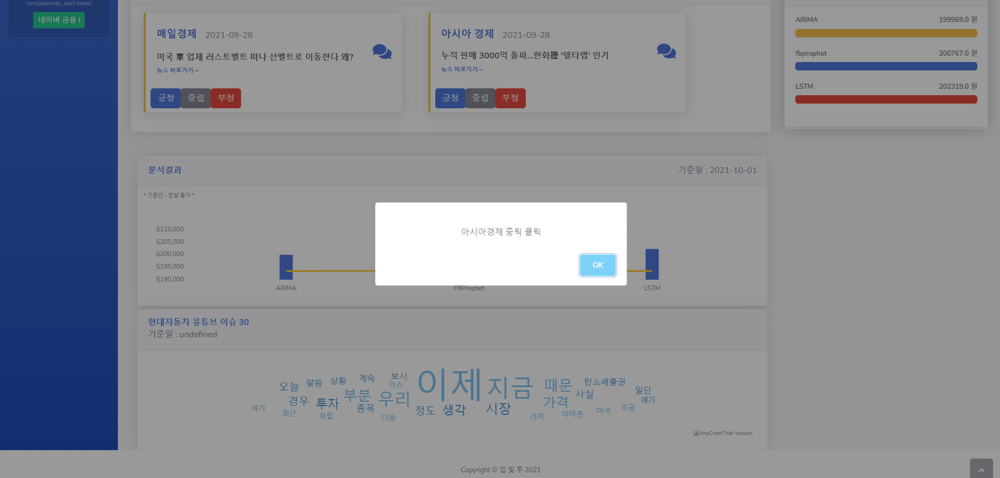 components, and more!
네이버 금융 !
매일경제 2021-09-28
미국 車 업체 러스트벨트 떠나 선벨트로 이동한다 왜?
뉴스 바로가기→
긍정 중립 부정
아시아 경제 2021-09-28
누적 판매 3000억 돌파...한화證 '델타랩' 인기
뉴스 바로가기→
긍정 중립 부정
ARIMA 199969.0 원
fbprophet 200767.0 원
LSTM 202319.0 원
분석결과 기준일 : 2021-10-01
* 기준선 - 전날 종가 *
$210,000
$205,000
$200,000
$195,000
$190,000
ARIMA FBProphet LSTM
아시아경제 중릭 클릭
OK
현대자동차 유튜브 이슈 30
기준일 : undefined
오늘 말씀 상황 계속 보시 가스 이제 지금 때문 탄소배출권 사실 일단
경우 투자 부분 종목 우리 정도 생각 시장 가격 얘기
여기 최근 유럽 다음 가지 아마존 미국 조금
AnyChart Trial Version
Copyright © 업 빛 투 2021